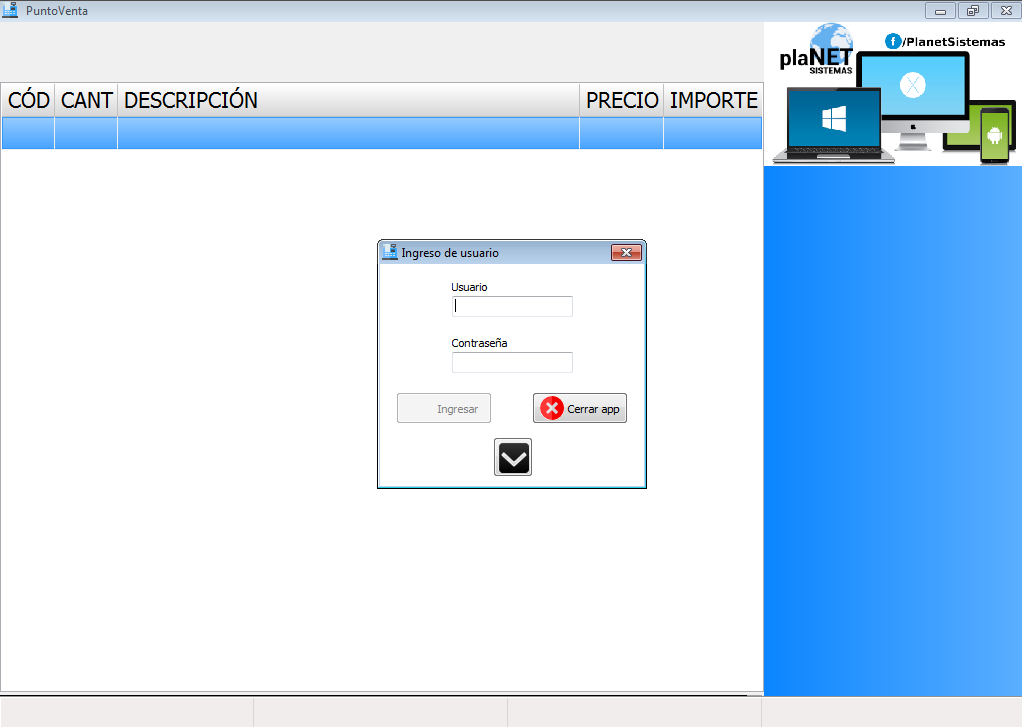 PuntoVenta
plaNET
SISTEMAS
f/PlanetSistemas
X
CÓD CANT DESCRIPCIÓN PRECIO IMPORTE
Ingreso de usuario
Usuario
Contraseña
Ingresar
Cerrar app